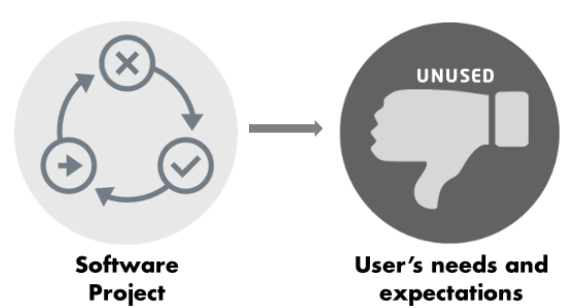 UNUSED
Software
Project
User's needs and
expectations